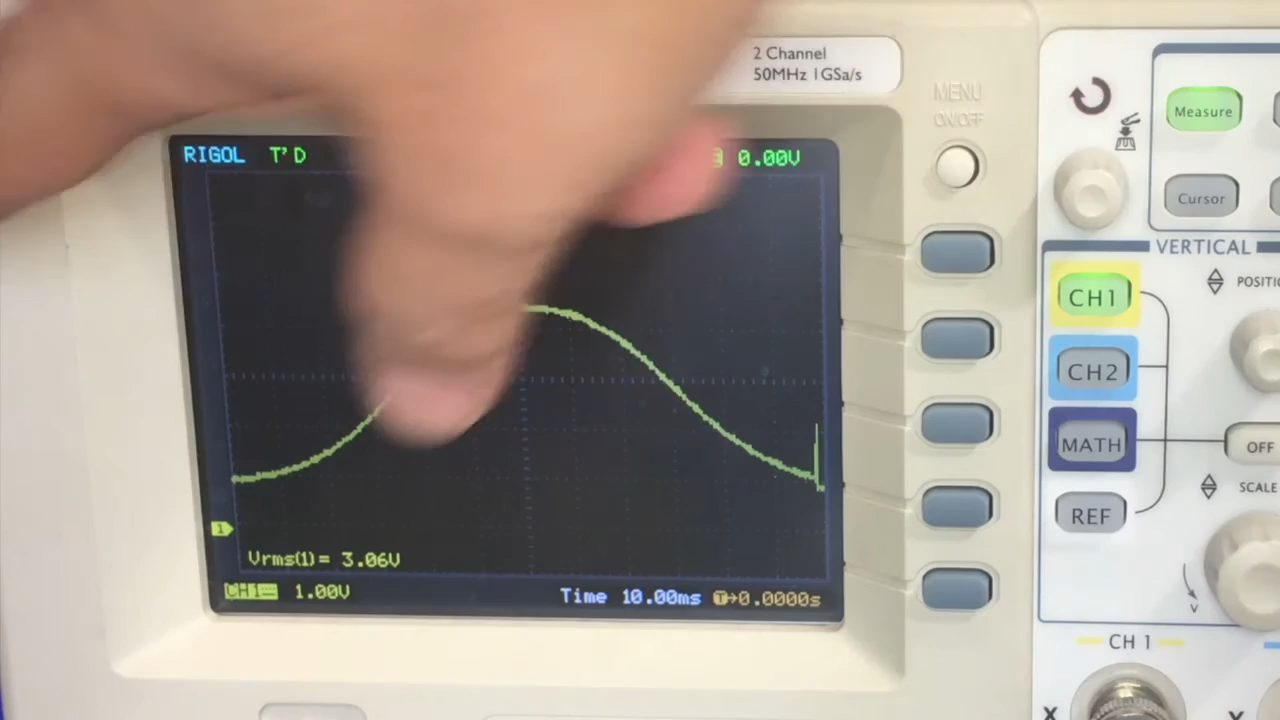 2 Channel
50MHz 1GSa/s
MENU
ON/OFF
RIGOL T'D
0.00V
Measure
Cursor
VERTICAL
CH1
CH2
MATH
REF
OFF
SCALE
1
Vrms(1)= 3.06V
CH1 1.00V
Time 10.00ms T→0.0000s
CH 1
X